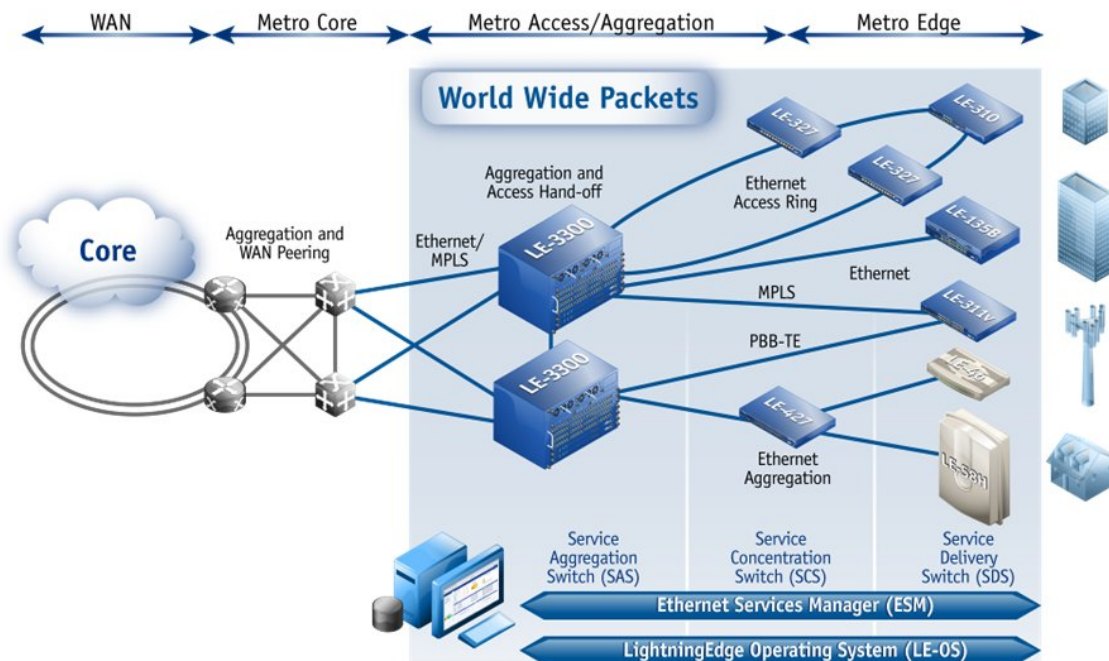 WAN
Metro Core
Metro Access/Aggregation
Metro Edge
World Wide Packets
LE-327
LE-310
Aggregation and
Access Hand-off
Ethernet
Access Ring
LE-327
Core
Aggregation and
WAN Peering
Ethernet/
MPLS
LE-3300
LE-135B
Ethernet
MPLS
LE-311v
PBB-TE
LE-3300
LE-427
LE-58H
Ethernet
Aggregation
Service
Aggregation
Switch (SAS)
Service
Concentration
Switch (SCS)
Service
Delivery
Switch (SDS)
Ethernet Services Manager (ESM)
LightningEdge Operating System (LE-OS)